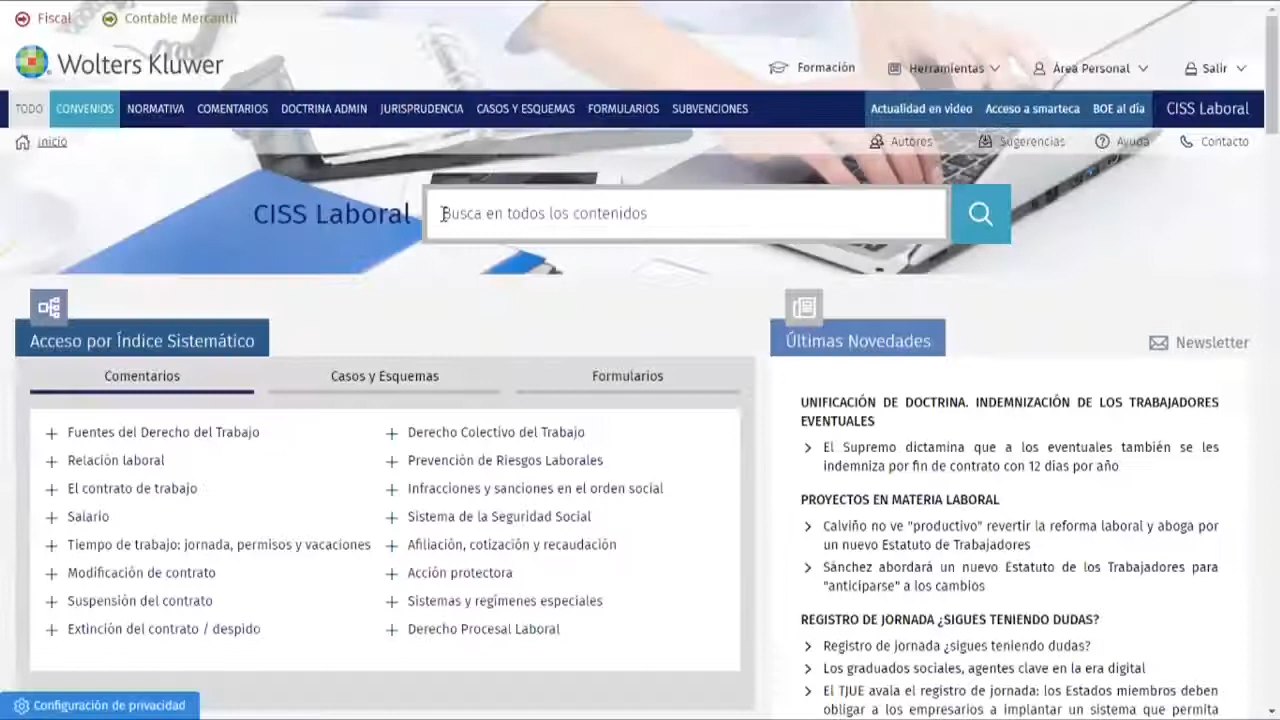 Fiscal
Contable Mercantil
Wolters Kluwer
Formación
Herramientas
Área Personal
Salir
TODO
CONVENIOS
NORMATIVA
COMENTARIOS
DOCTRINA ADMIN
JURISPRUDENCIA
CASOS Y ESQUEMAS
FORMULARIOS
SUBVENCIONES
Actualidad en video
Acceso a smarteca
BOE al día
CISS Laboral
Inicio
Autores
Sugerencias
Ayuda
Contacto
CISS Laboral
Busca en todos los contenidos
Acceso por Índice Sistemático
Comentarios
Casos y Esquemas
Formularios
Fuentes del Derecho del Trabajo
Relación laboral
El contrato de trabajo
Salario
Tiempo de trabajo: jornada, permisos y vacaciones
Modificación de contrato
Suspensión del contrato
Extinción del contrato / despido
Derecho Colectivo del Trabajo
Prevención de Riesgos Laborales
Infracciones y sanciones en el orden social
Sistema de la Seguridad Social
Afiliación, cotización y recaudación
Acción protectora
Sistemas y regímenes especiales
Derecho Procesal Laboral
Últimas Novedades
Newsletter
UNIFICACIÓN DE DOCTRINA. INDEMNIZACIÓN DE LOS TRABAJADORES
EVENTUALES
El Supremo dictamina que a los eventuales también se les
indemniza por fin de contrato con 12 días por año
PROYECTOS EN MATERIA LABORAL
Calviño no ve "productivo" revertir la reforma laboral y aboga por
un nuevo Estatuto de Trabajadores
Sánchez abordará un nuevo Estatuto de los Trabajadores para
"anticiparse" a los cambios
REGISTRO DE JORNADA ¿SIGUES TENIENDO DUDAS?
Registro de jornada ¿sigues teniendo dudas?
Los graduados sociales, agentes clave en la era digital
El TJUE avala el registro de jornada: los Estados miembros deben
obligar a los empresarios a implantar un sistema que permita
Configuración de privacidad